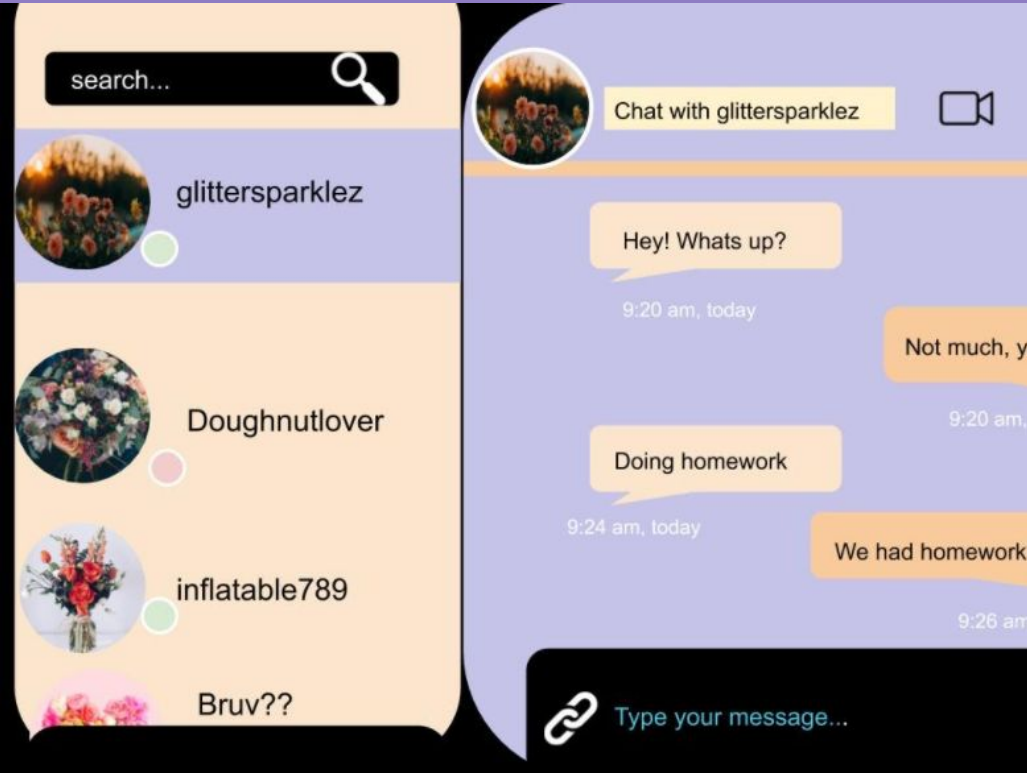 search...
glittersparklez
Doughnutlover
inflatable789
Bruv??
Chat with glittersparklez
Hey! Whats up?
9:20 am, today
Not much, y
9:20 am,
Doing homework
9:24 am, today
We had homework
9:26 am
Type your message...